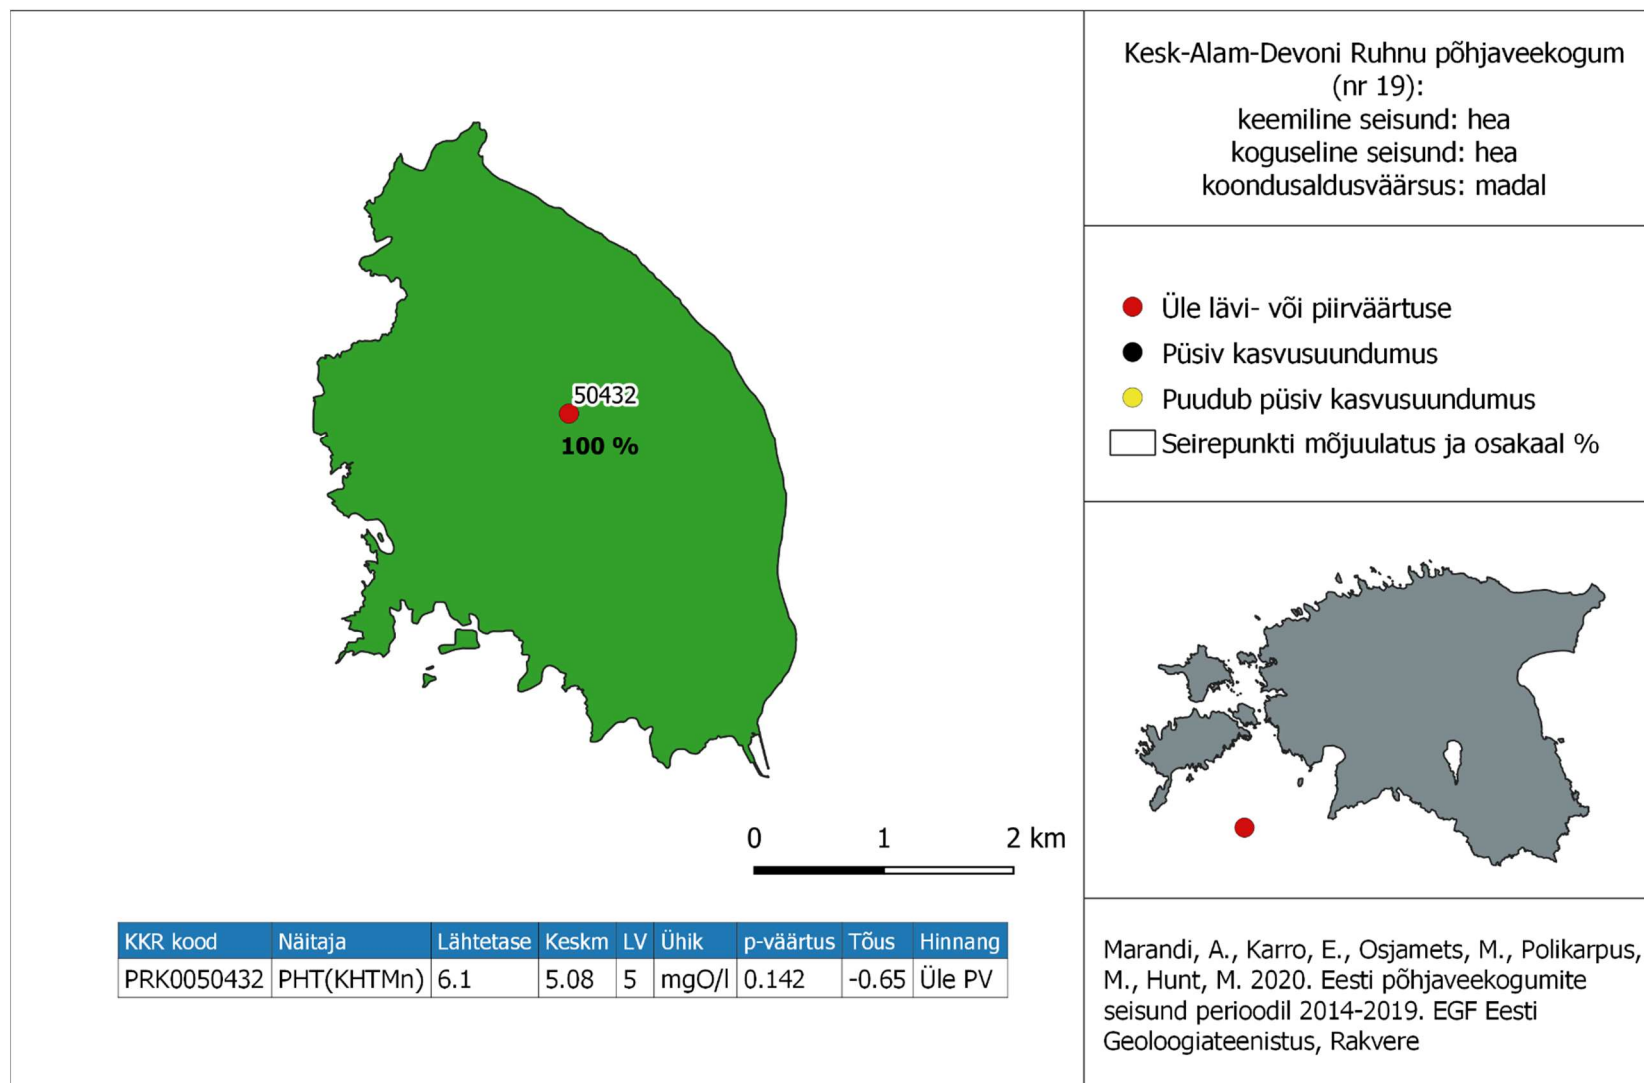 Kesk-Alam-Devoni Ruhnu põhjaveekogum
(nr 19):
keemiline seisund: hea
koguseline seisund: hea
koondusaldusväärsus: madal
Üle lävi- või piirväärtuse
Püsiv kasvusuundumus
Puudub püsiv kasvusuundumus
Seirepunkti mõjuulatus ja osakaal %
50432
100 %
0 1 2 km
KKR kood Näitaja Lähtetase Keskm LV Ühik p-väärtus Tõus Hinnang
PRK0050432 PHT(KHTMn) 6.1 5.08 5 mgO/l 0.142 -0.65 Üle PV
Marandi, A., Karro, E., Osjamets, M., Polikarpus,
M., Hunt, M. 2020. Eesti põhjaveekogumite
seisund perioodil 2014-2019. EGF Eesti
Geoloogiateenistus, Rakvere